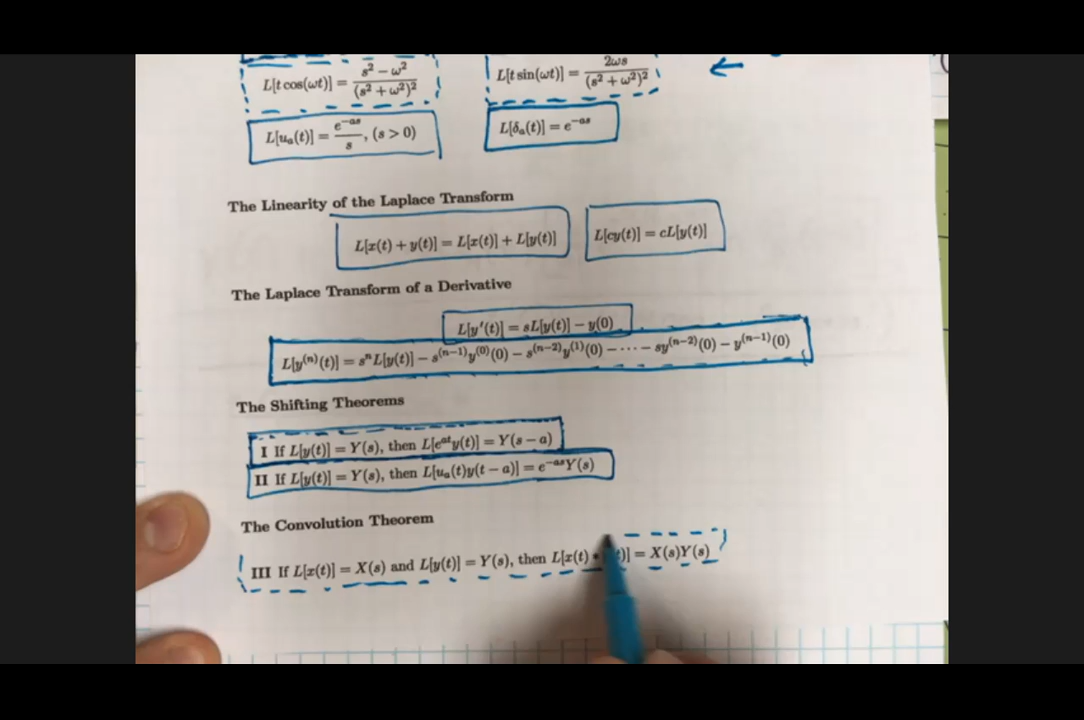 L[t cos(ωt)] = \frac{s² − ω²}{(s² + ω²)²} L[t sin(ωt)] = \frac{2ωs}{(s² + ω²)²}
L[uₐ(t)] = \frac{e^{−as}}{s}, (s > 0) L[δₐ(t)] = e^{−as}
The Linearity of the Laplace Transform
L[x(t) + y(t)] = L[x(t)] + L[y(t)] L[cy(t)] = cL[y(t)]
The Laplace Transform of a Derivative
L[y′(t)] = sL[y(t)] − y(0)
L[y^{(n)}(t)] = s^{n}L[y(t)] − s^{(n−1)}y^{(0)}(0) − s^{(n−2)}y^{(1)}(0) − ··· − sy^{(n−2)}(0) − y^{(n−1)}(0)
The Shifting Theorems
I If L[y(t)] = Y(s), then L[e^{at}y(t)] = Y(s − a)
II If L[y(t)] = Y(s), then L[uₐ(t)y(t − a)] = e^{−as}Y(s)
The Convolution Theorem
III If L[x(t)] = X(s) and L[y(t)] = Y(s), then L[x(t) * t)] = X(s)Y(s)